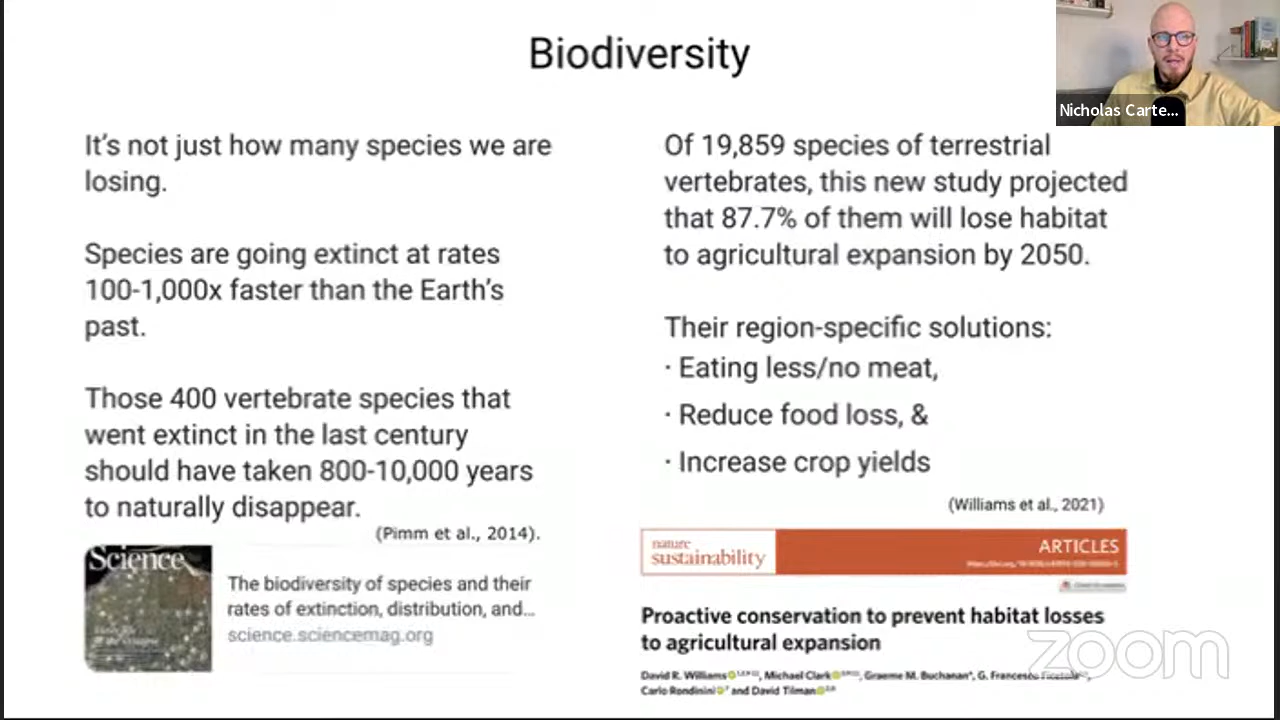 Biodiversity
Nicholas Carte...
It's not just how many species we are
losing.
Species are going extinct at rates
100-1,000x faster than the Earth's
past.
Those 400 vertebrate species that
went extinct in the last century
should have taken 800-10,000 years
to naturally disappear.
(Pimm et al., 2014).
Science
The biodiversity of species and their
rates of extinction, distribution, and...
science.sciencemag.org
Of 19,859 species of terrestrial
vertebrates, this new study projected
that 87.7% of them will lose habitat
to agricultural expansion by 2050.
Their region-specific solutions:
· Eating less/no meat,
· Reduce food loss, &
· Increase crop yields
(Williams et al., 2021)
nature
sustainability
ARTICLES
Proactive conservation to prevent habitat losses
to agricultural expansion
David R. Williams, Michael Clark, Graeme M. Buchanan, G. Francesco
Carlo Rondinini and David Tilman
zoom